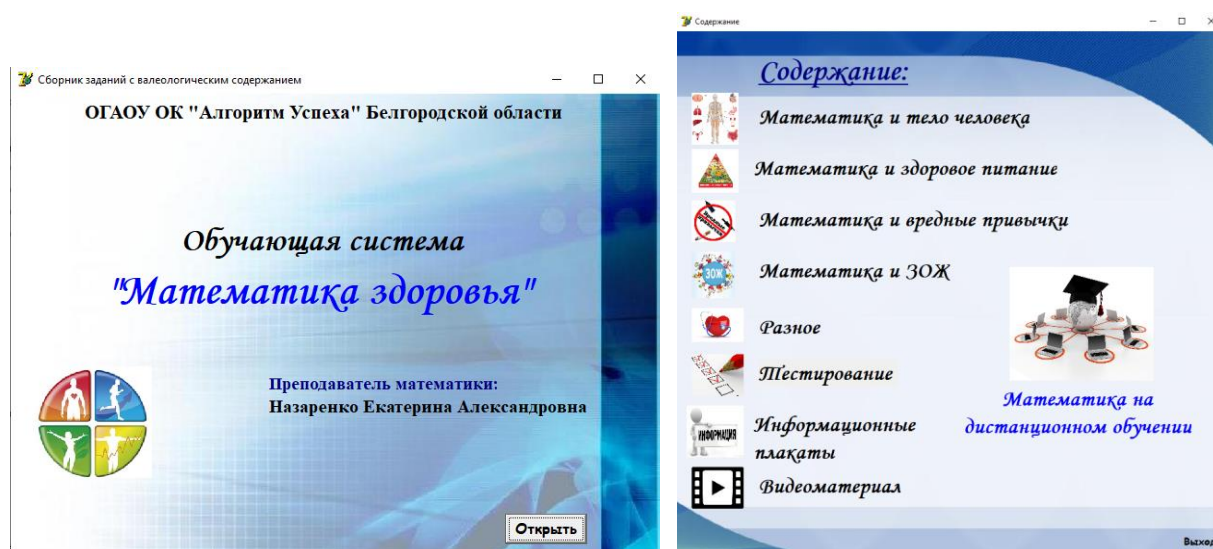 Сборник заданий с валеологическим содержанием
ОГАОУ ОК "Алгоритм Успеха" Белгородской области
Обучающая система
"Математика здоровья"
Преподаватель математики:
Назаренко Екатерина Александровна
Открыть
Содержание
Содержание:
Математика и тело человека
Математика и здоровое питание
Математика и вредные привычки
ЗОЖ
Математика и ЗОЖ
Разное
Тестирование
ИНФОРМАЦИЯ
Информационные
плакаты
Видеоматериал
Математика на
дистанционном обучении
Выход